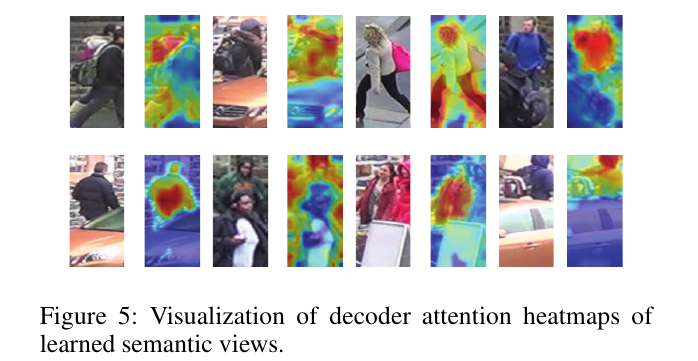 Figure 5: Visualization of decoder attention heatmaps of
learned semantic views.